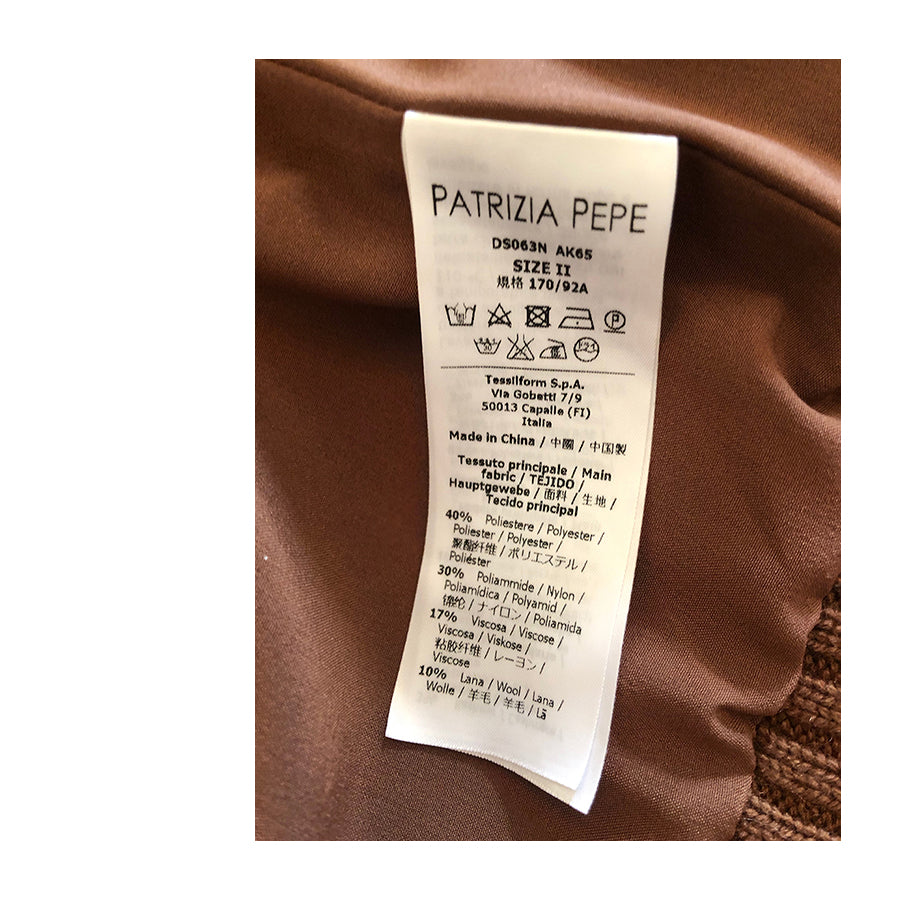 PATRIZIA PEPE
DS063N AK65
SIZE II
規格 170/92A
Tessilform S.p.A.
Via Gobetti 7/9
50013 Capalle (FI)
Italia
Made in China / 中國 / 中国製
Tessuto principale / Main
fabric / TEJIDO /
Hauptgewebe / 面料 / 生地 /
Tecido principal
40% Poliestere / Polyester /
Poliester / Polyester /
聚酯纤维 / ポリエステル /
Poliéster
30% Poliammide / Nylon /
Poliamídica / Polyamid /
锦纶 / ナイロン / Poliamida
17% Viscosa / Viscose /
Viscosa / Viskose /
粘胶纤维 / レーヨン /
Viscose
10% Lana / Wool / Lana /
Wolle / 羊毛 / 羊毛 / Lã